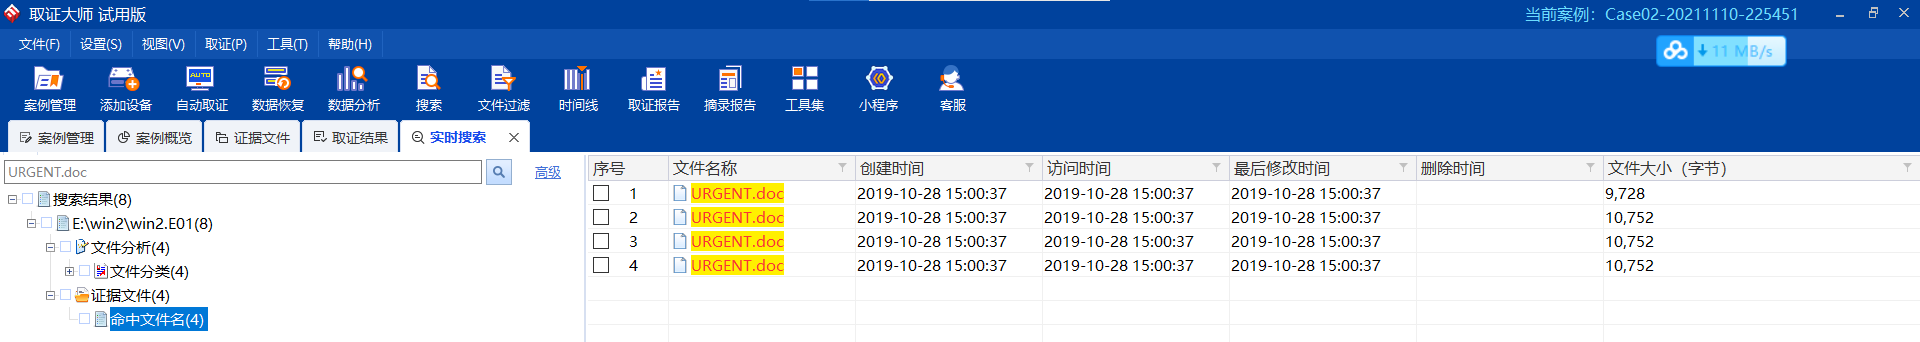 取证大师 试用版
当前案例：Case02-20211110-225451
文件(F) 设置(S) 视图(V) 取证(P) 工具(T) 帮助(H)
11 MB/s
AUTO
案例管理 添加设备 自动取证 数据恢复 数据分析 搜索 文件过滤 时间线 取证报告 摘录报告 工具集 小程序 客服
案例管理 案例概览 证据文件 取证结果 实时搜索
URGENT.doc 高级
搜索结果(8)
E:\win2\win2.E01(8)
文件分析(4)
文件分类(4)
证据文件(4)
命中文件名(4)
序号 文件名称 创建时间 访问时间 最后修改时间 删除时间 文件大小（字节）
1 URGENT.doc 2019-10-28 15:00:37 2019-10-28 15:00:37 2019-10-28 15:00:37 9,728
2 URGENT.doc 2019-10-28 15:00:37 2019-10-28 15:00:37 2019-10-28 15:00:37 10,752
3 URGENT.doc 2019-10-28 15:00:37 2019-10-28 15:00:37 2019-10-28 15:00:37 10,752
4 URGENT.doc 2019-10-28 15:00:37 2019-10-28 15:00:37 2019-10-28 15:00:37 10,752